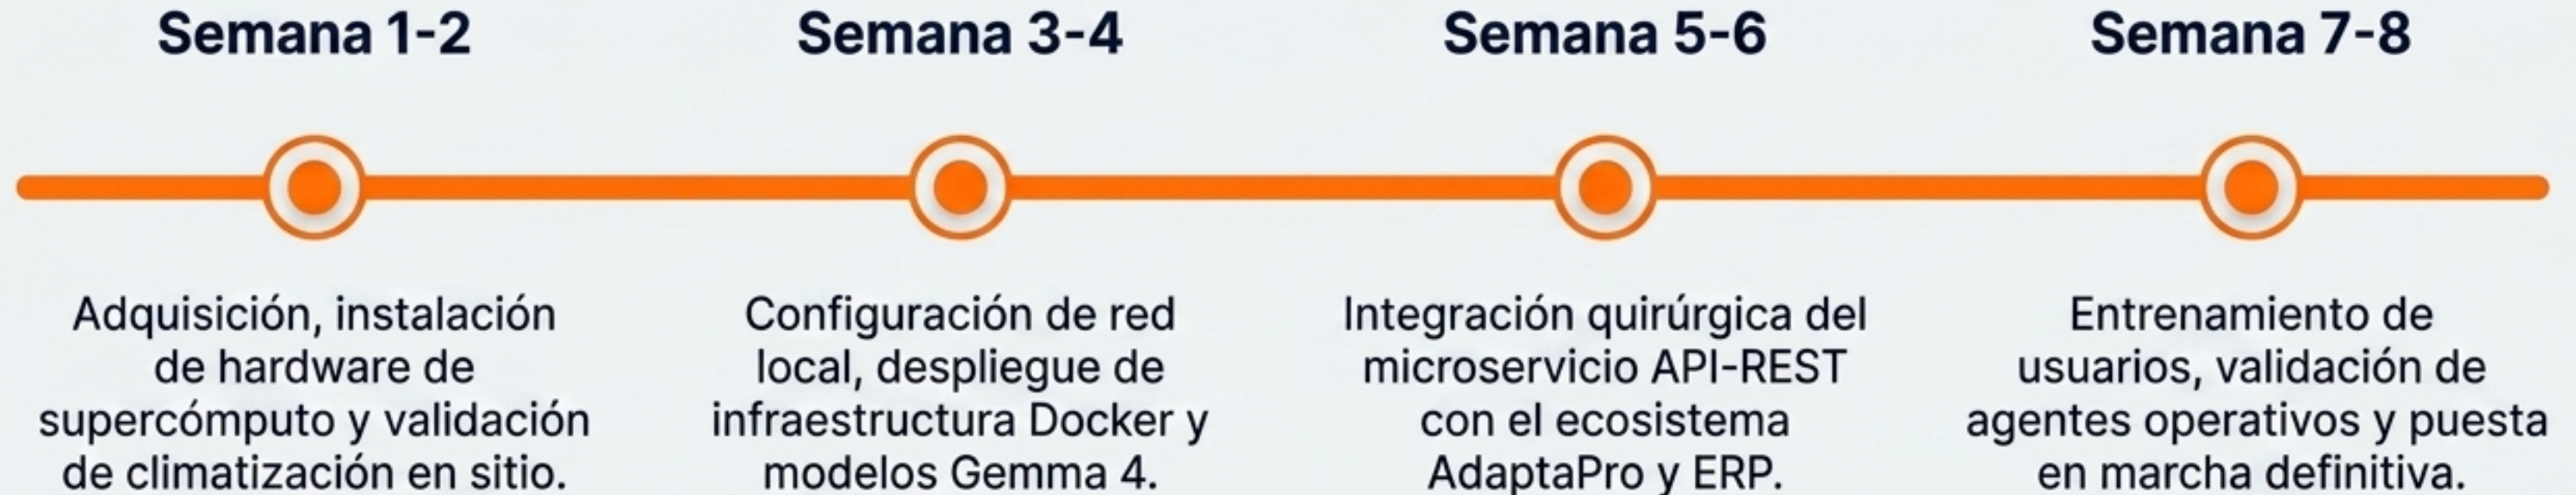 Semana 1-2
Adquisición, instalación
de hardware de
supercómputo y validación
de climatización en sitio.
Semana 3-4
Configuración de red
local, despliegue de
infraestructura Docker y
modelos Gemma 4.
Semana 5-6
Integración quirúrgica del
microservicio API-REST
con el ecosistema
AdaptaPro y ERP.
Semana 7-8
Entrenamiento de
usuarios, validación de
agentes operativos y puesta
en marcha definitiva.